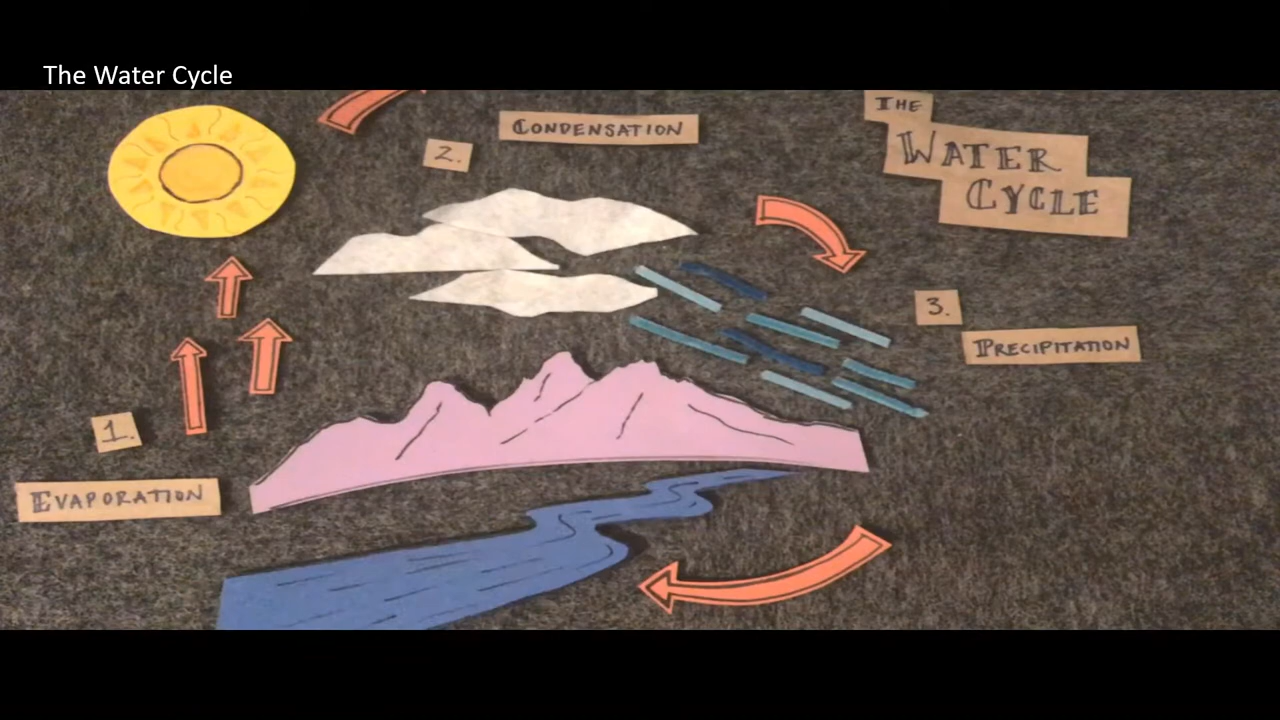 The Water Cycle
THE
WATER
CYCLE
2.
CONDENSATION
3.
PRECIPITATION
1.
EVAPORATION